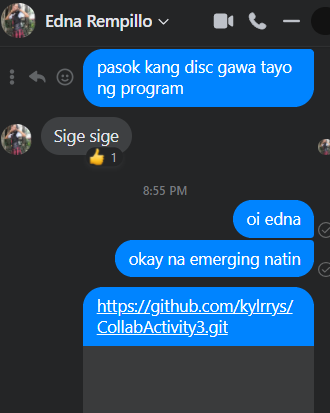 Edna Rempillo
pasok kang disc gawa tayo
ng program
Sige sige
1
8:55 PM
oi edna
okay na emerging natin
https://github.com/kylrrys/
CollabActivity3.git